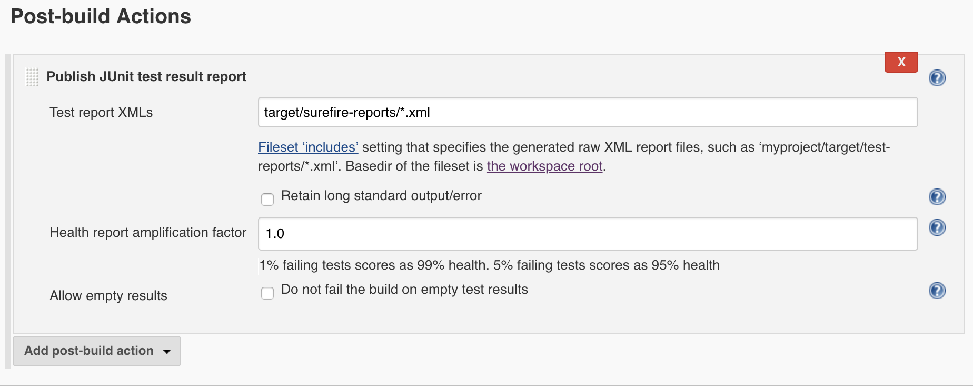 Post-build Actions
X
Publish JUnit test result report
Test report XMLs
target/surefire-reports/*.xml
Fileset ‘includes’ setting that specifies the generated raw XML report files, such as ‘myproject/target/test-
reports/*.xml’. Basedir of the fileset is the workspace root.
Retain long standard output/error
Health report amplification factor
1.0
1% failing tests scores as 99% health. 5% failing tests scores as 95% health
Allow empty results
Do not fail the build on empty test results
Add post-build action